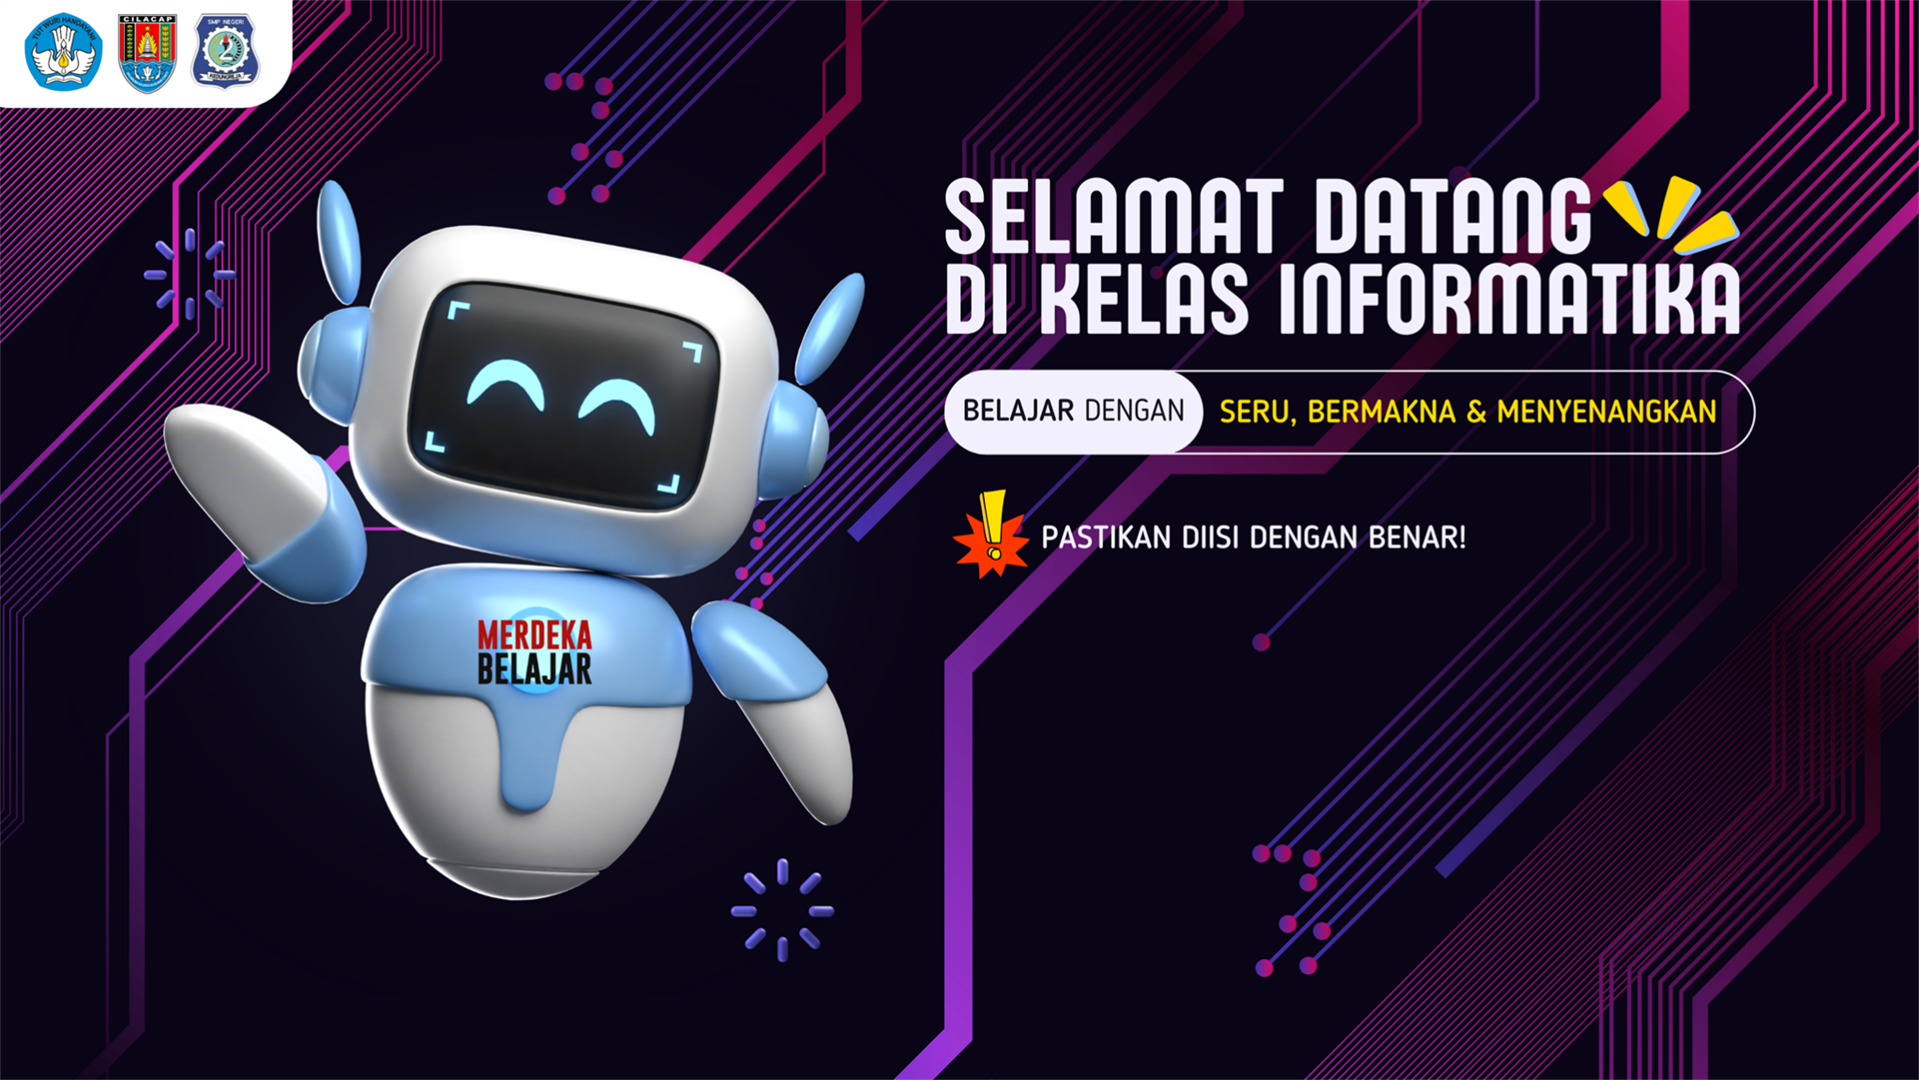 TUT WURI HANDAYANI
CILACAP
SMP NEGERI
KEDUNGREJA
SELAMAT DATANG
DI KELAS INFORMATIKA
BELAJAR DENGAN SERU, BERMAKNA & MENYENANGKAN
PASTIKAN DIISI DENGAN BENAR!
MERDEKA
BELAJAR